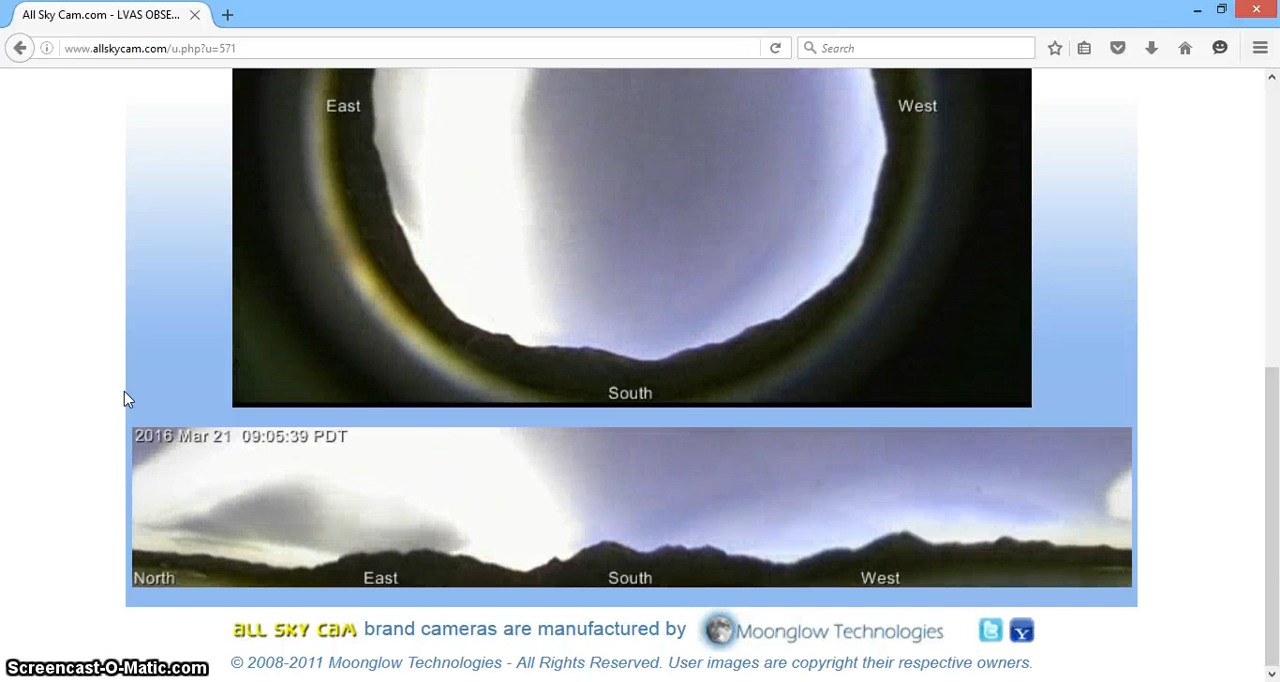 All Sky Cam.com - LVAS OBSE...
www.allskycam.com/u.php?u=571
Search
East
West
South
2016 Mar 21 09:05:39 PDT
North
East
South
West
ALL SKY CAM brand cameras are manufactured by Moonglow Technologies
© 2008-2011 Moonglow Technologies - All Rights Reserved. User images are copyright their respective owners.
Screencast-O-Matic.com